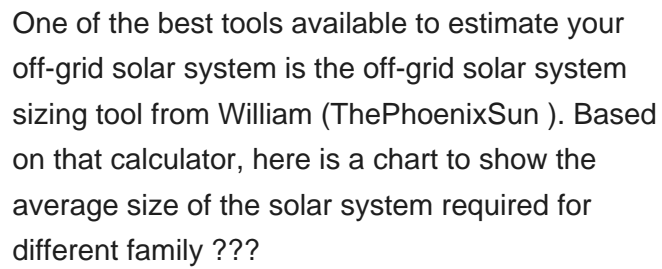 One of the best tools available to estimate your
off-grid solar system is the off-grid solar system
sizing tool from William (ThePhoenixSun ). Based
on that calculator, here is a chart to show the
average size of the solar system required for
different family ???